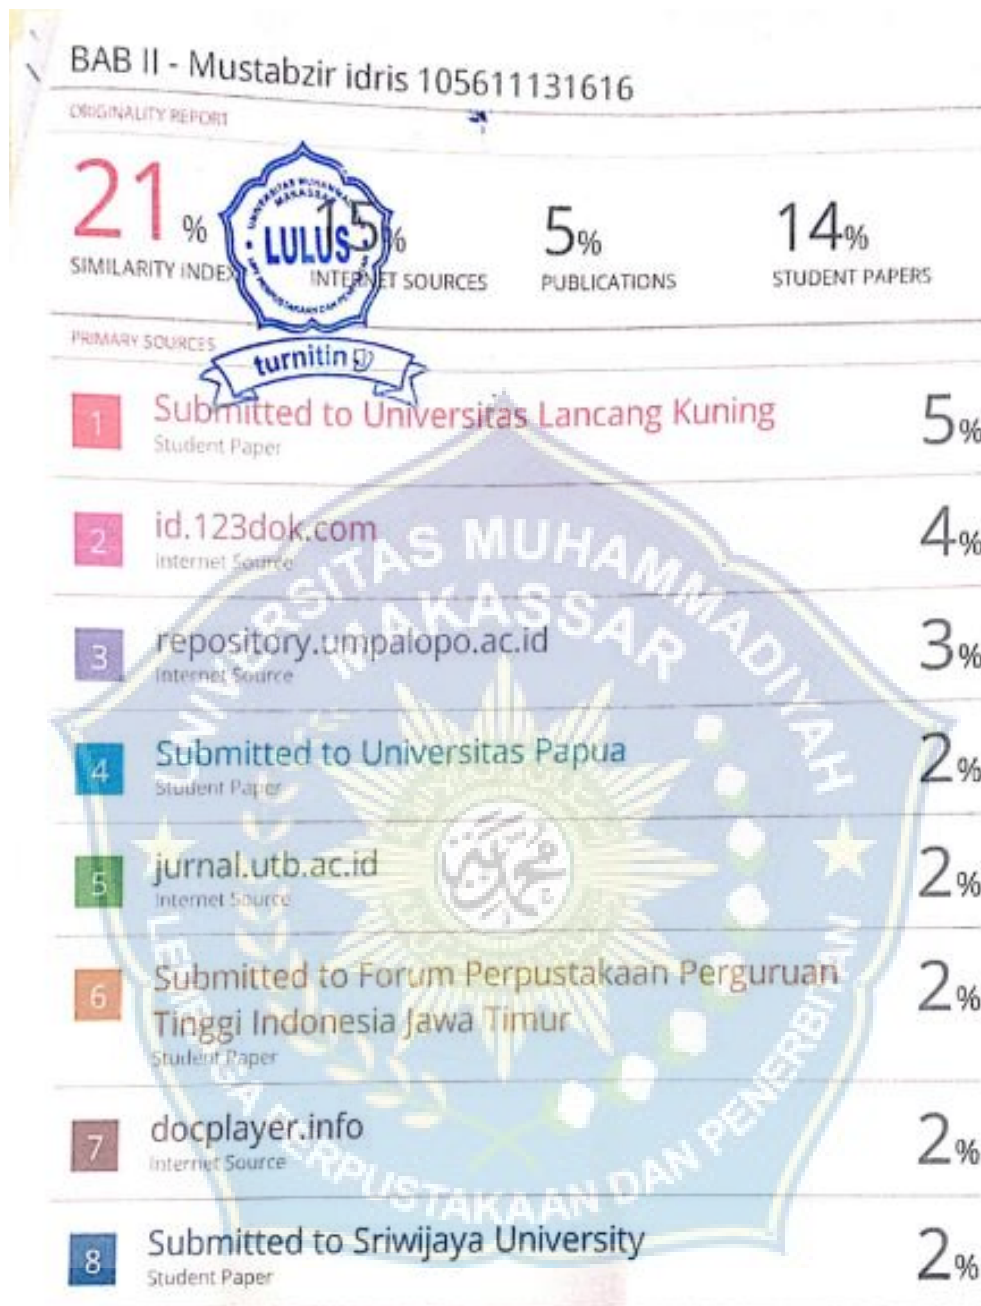 BAB II - Mustabzir idris 105611131616
ORIGINALITY REPORT
21%
SIMILARITY INDEX
15%
INTERNET SOURCES
5%
PUBLICATIONS
14%
STUDENT PAPERS
LULUS
turnitin
PRIMARY SOURCES
1
Submitted to Universitas Lancang Kuning
Student Paper
5%
2
id.123dok.com
Internet Source
4%
3
repository.umpalopo.ac.id
Internet Source
3%
4
Submitted to Universitas Papua
Student Paper
2%
5
jurnal.utb.ac.id
Internet Source
2%
6
Submitted to Forum Perpustakaan Perguruan
Tinggi Indonesia Jawa Timur
Student Paper
2%
7
docplayer.info
Internet Source
2%
8
Submitted to Sriwijaya University
Student Paper
2%
UNIVERSITAS MUHAMMADIYAH
MAKASSAR
LEMBAGA PERPUSTAKAAN DAN PENERBITAN